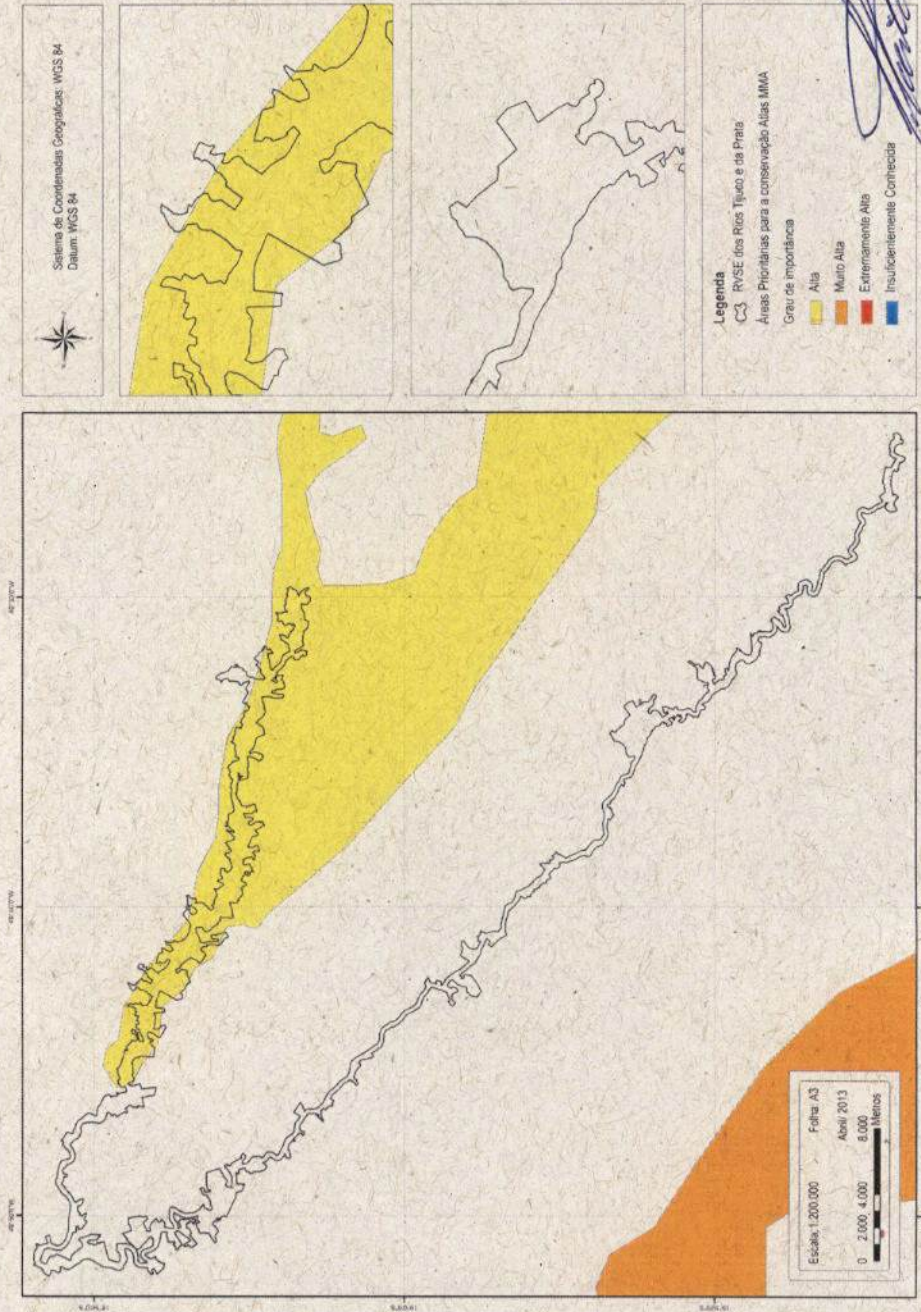 Sistema de Coordenadas Geográficas: WGS 84
Datum: WGS 84
Legenda
RVSE dos Rios Tijuco e da Prata
Áreas Prioritárias para a conservação Atlas MMA
Grau de importância
Alta
Muito Alta
Extremamente Alta
Insuficientemente Conhecida
Escala: 1:200.000
Folha: A3
Abril/ 2013
0 2.000 4.000 8.000
Metros